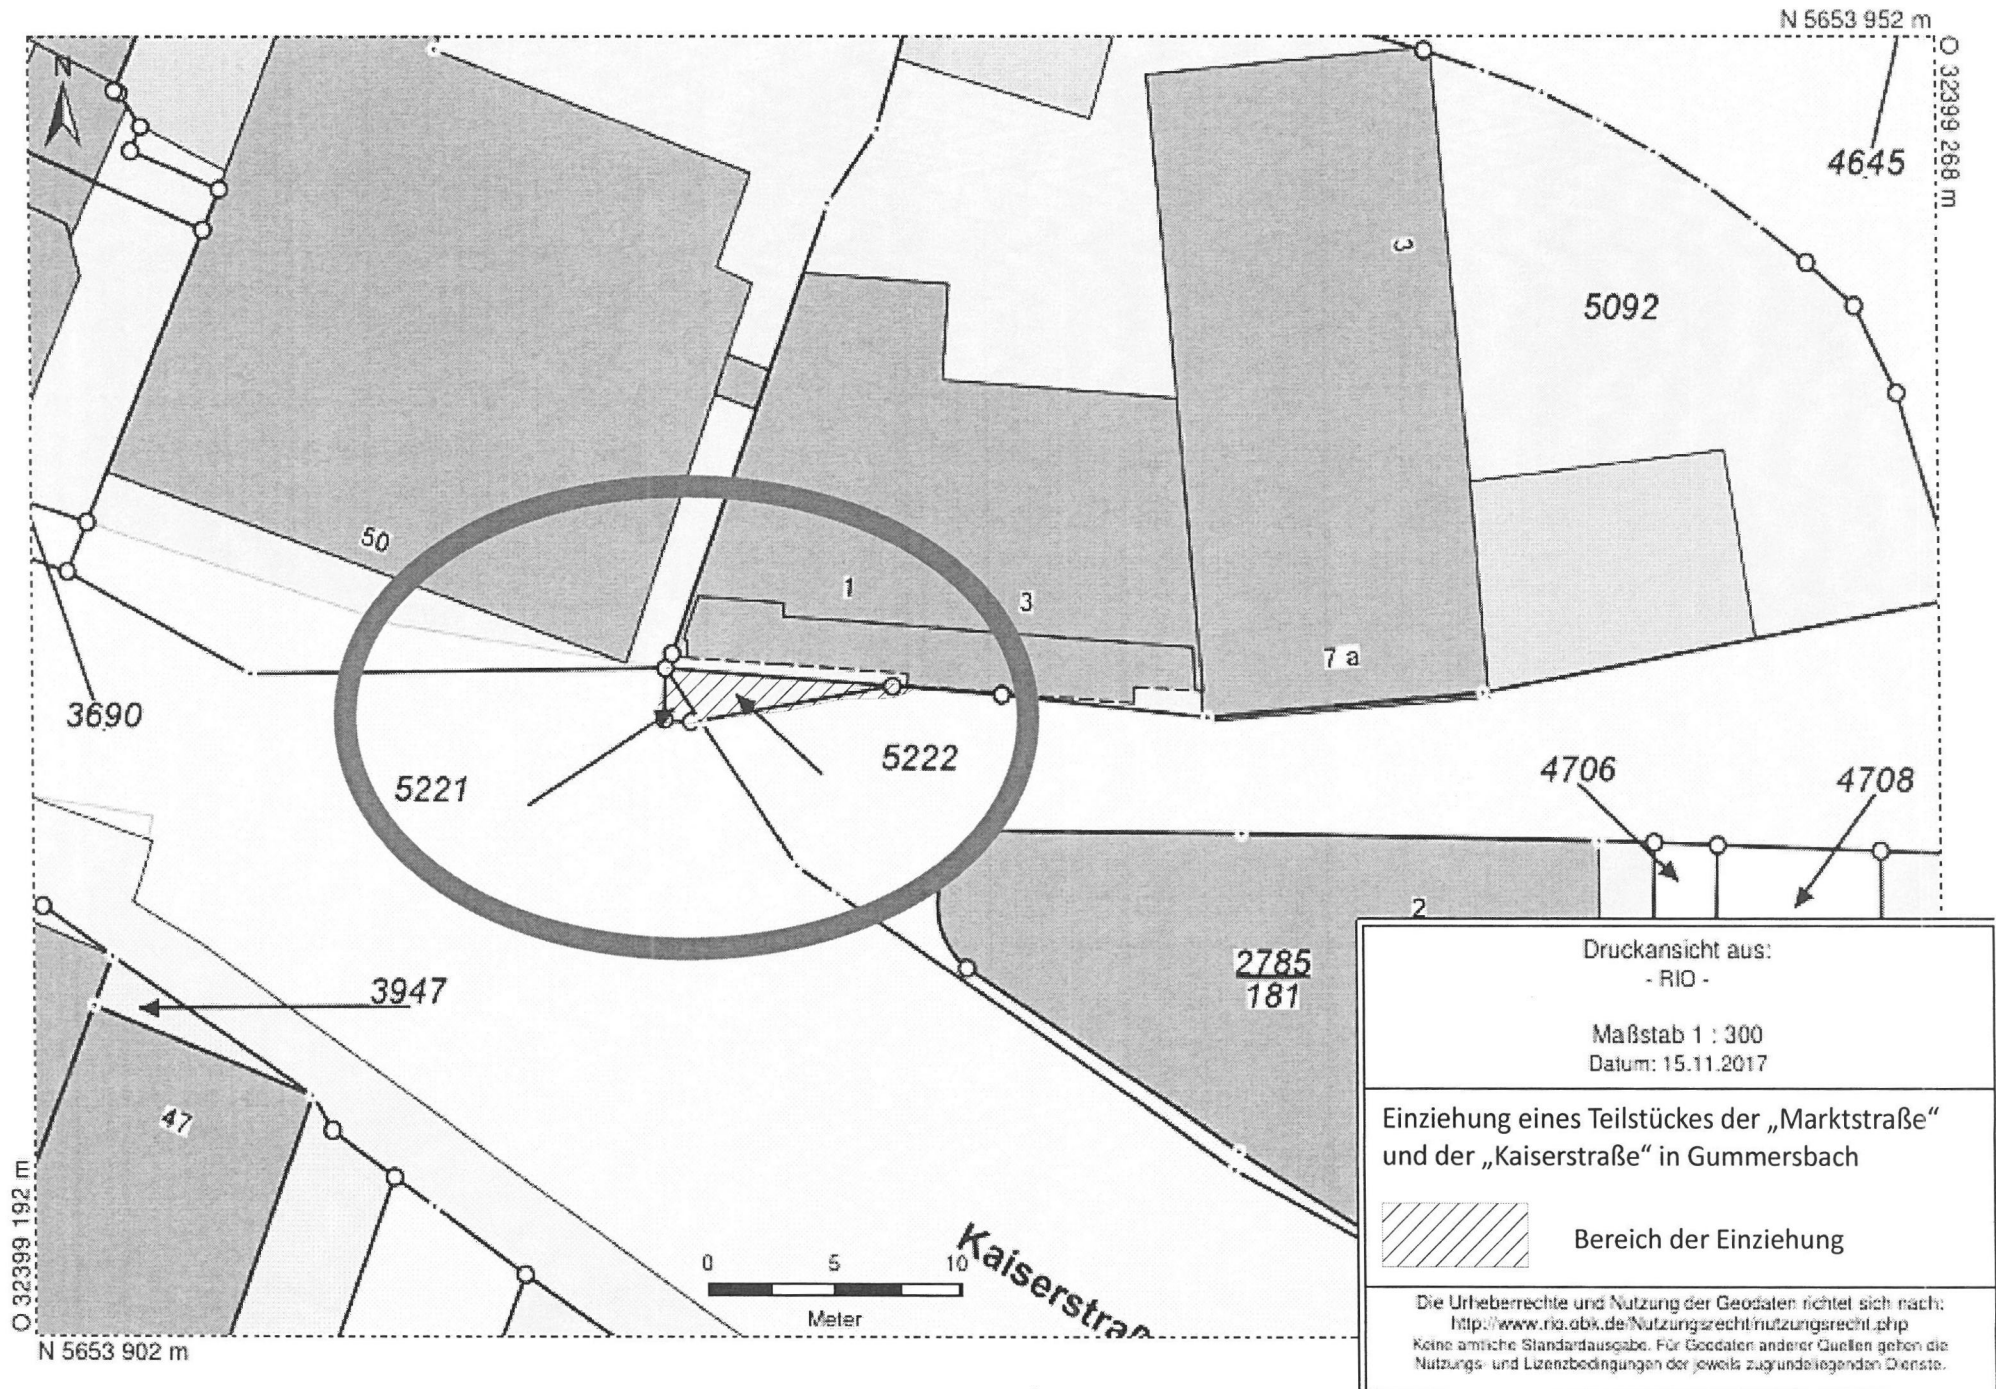 N 5653 952 m
O 32399 268 m
N
4645
3
5092
50
1
3
7 a
3690
5221
5222
4706
4708
2
2785
181
3947
47
O 32399 192 m
N 5653 902 m
0 5 10
Meter
Kaiserstraß
Druckansicht aus:
- RIO -
Maßstab 1 : 300
Datum: 15.11.2017
Einziehung eines Teilstückes der „Marktstraße“
und der „Kaiserstraße“ in Gummersbach
Bereich der Einziehung
Die Urheberrechte und Nutzung der Geodaten richtet sich nach:
http://www.rio.obk.de/Nutzungsrecht/nutzungsrecht.php
Keine amtliche Standardausgabe. Für Geodaten anderer Quellen gelten die
Nutzungs- und Lizenzbedingungen der jeweils zugrundeliegenden Dienste.